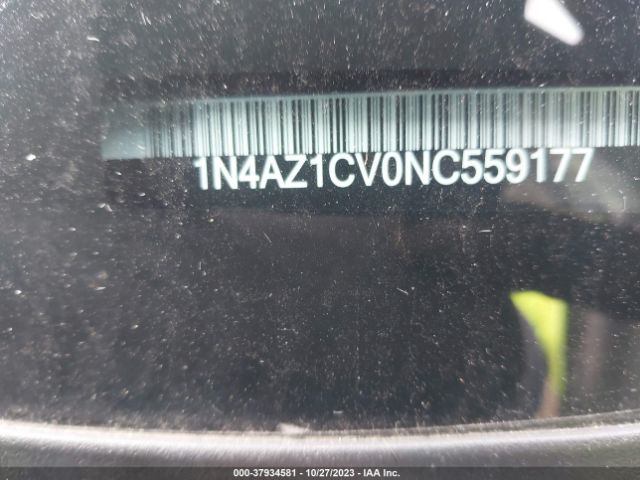 1N4AZ1CV0NC559177
000-37934581 - 10/27/2023 - IAA Inc.